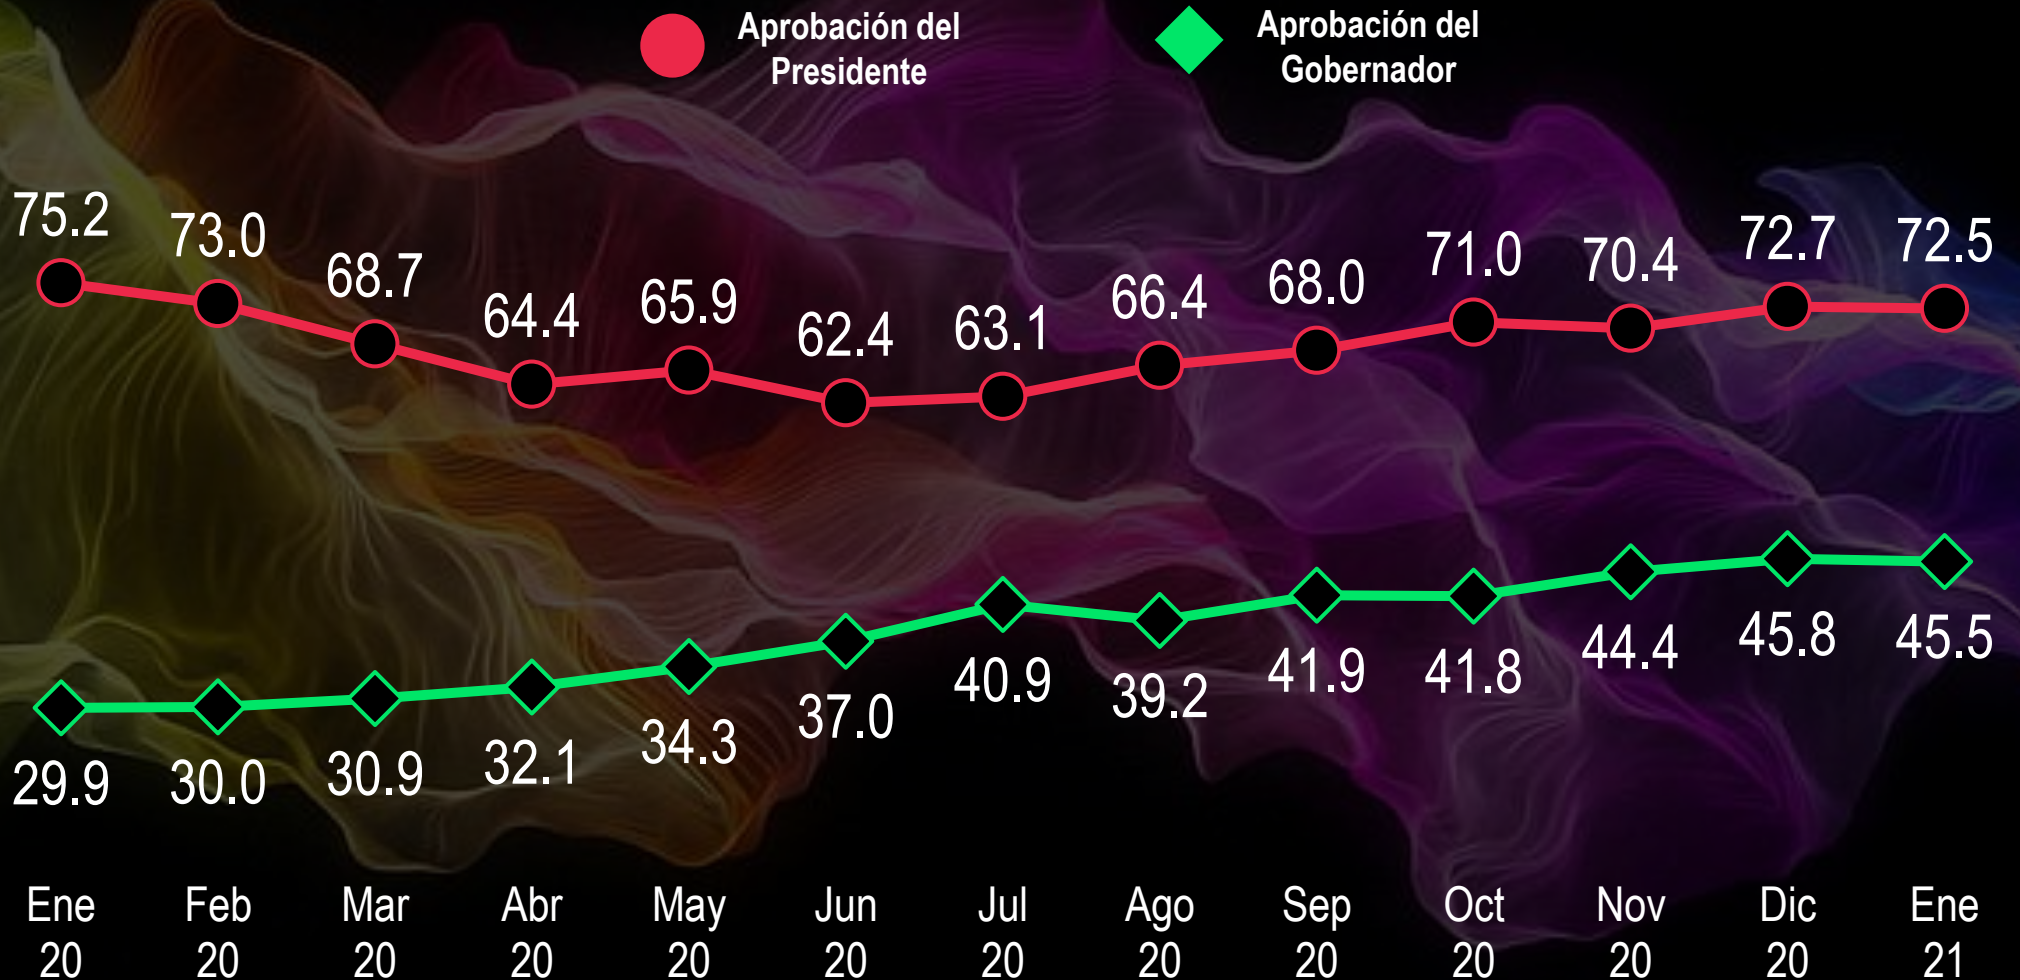 Aprobación del
Presidente
Aprobación del
Gobernador
75.2 73.0 68.7 64.4 65.9 62.4 63.1 66.4 68.0 71.0 70.4 72.7 72.5
29.9 30.0 30.9 32.1 34.3 37.0 40.9 39.2 41.9 41.8 44.4 45.8 45.5
Ene Feb Mar Abr May Jun Jul Ago Sep Oct Nov Dic Ene
20 20 20 20 20 20 20 20 20 20 20 20 21